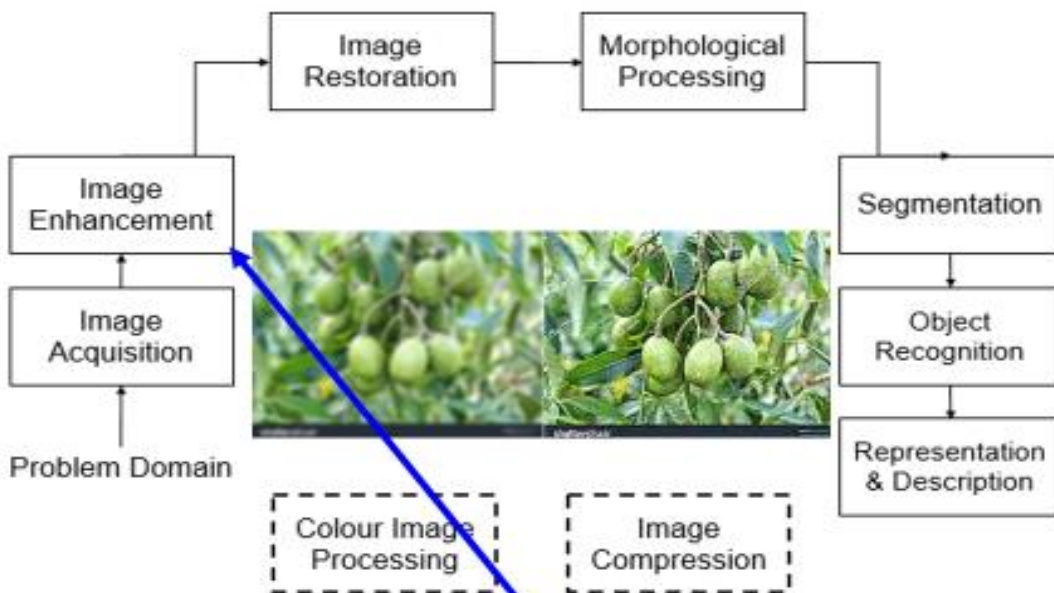 Image
Restoration
Morphological
Processing
Image
Enhancement
Segmentation
Image
Acquisition
Object
Recognition
Problem Domain
Representation
& Description
Colour Image
Processing
Image
Compression